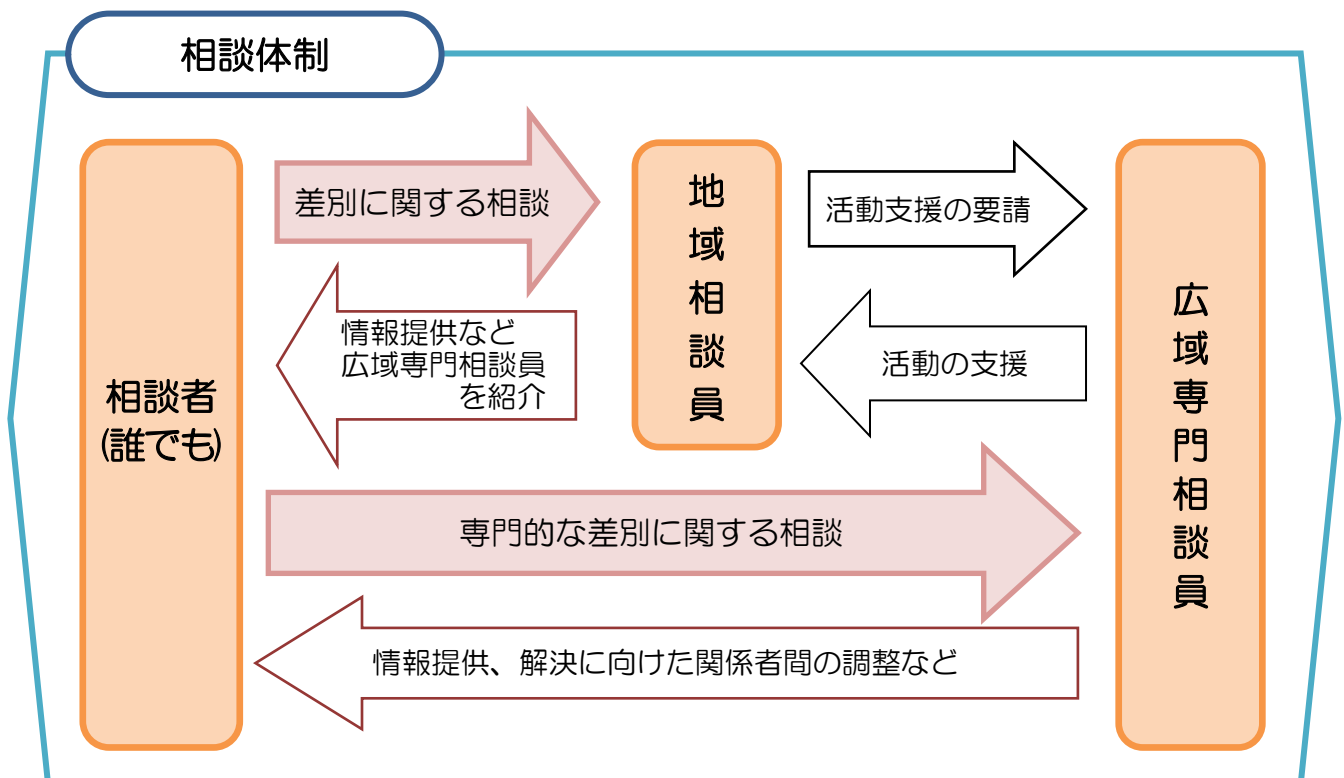 相談体制
相談者
(誰でも)
差別に関する相談
情報提供など
広域専門相談員
を紹介
地域相談員
活動支援の要請
活動の支援
専門的な差別に関する相談
情報提供、解決に向けた関係者間の調整など
広域専門相談員